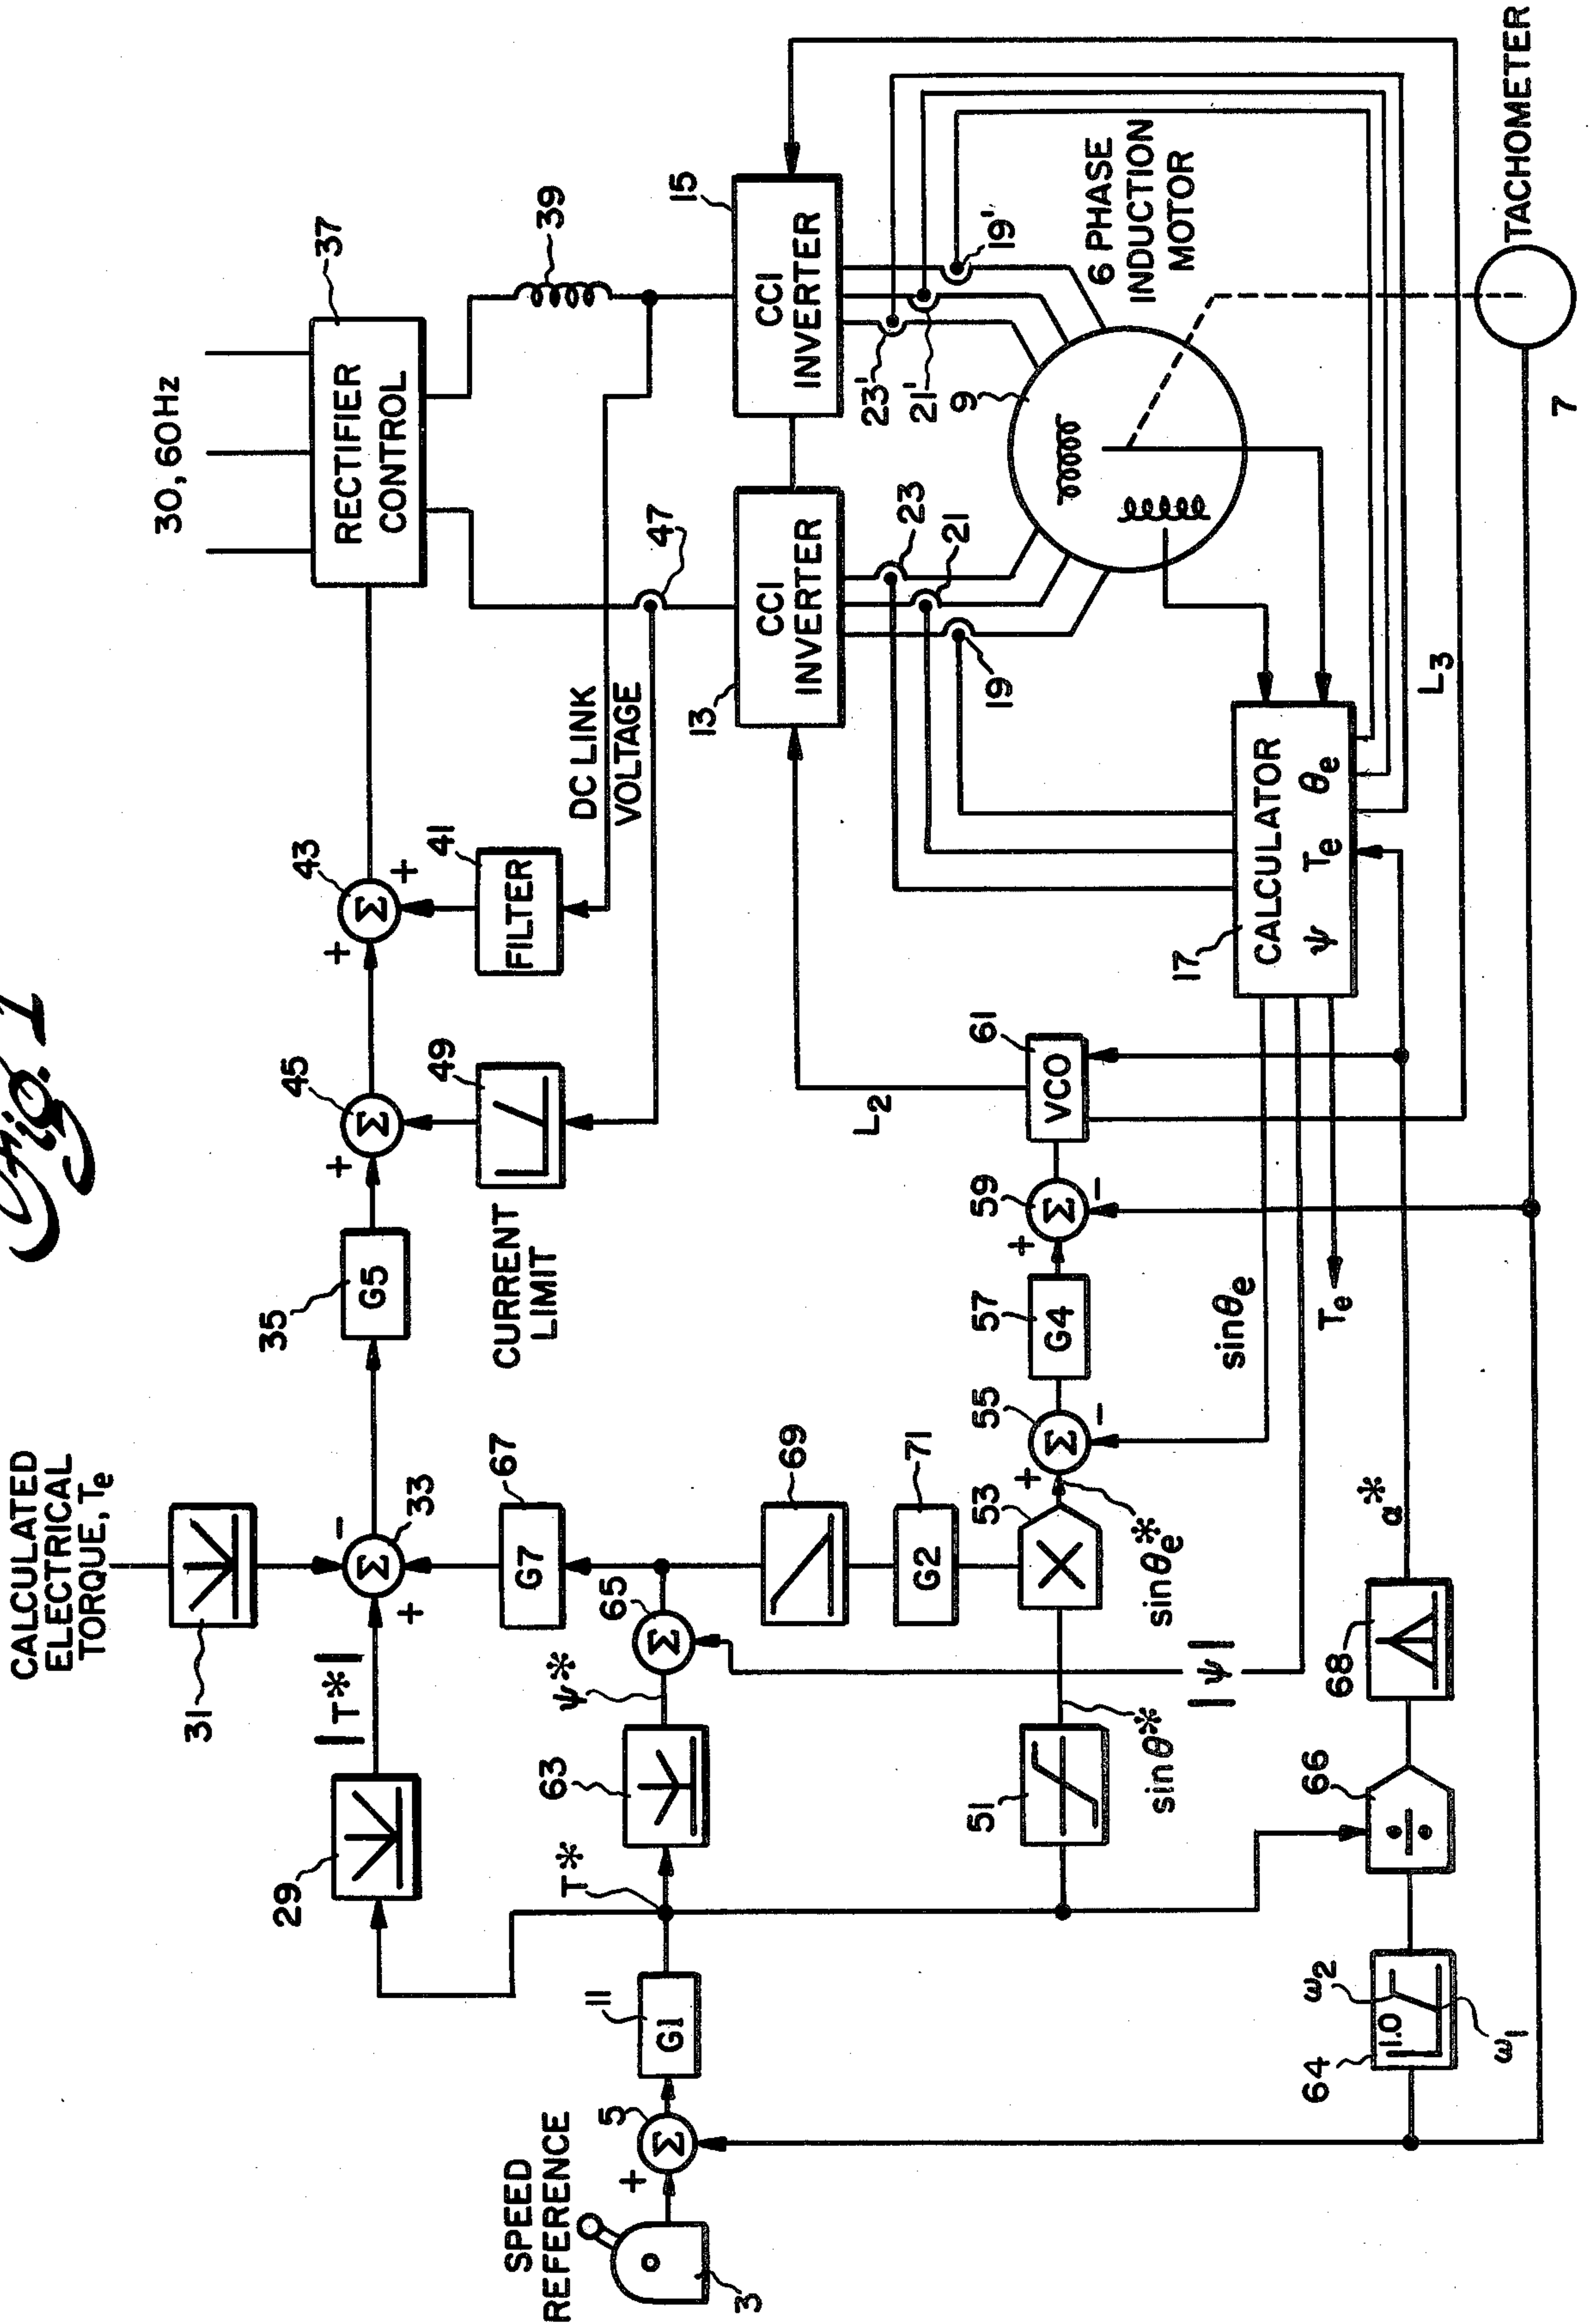 Fig. 1
CALCULATED
ELECTRICAL
TORQUE, Te
31
29
|T*|
33
+
−
Σ
35
G5
45
+
Σ
43
+
+
Σ
49
CURRENT
LIMIT
41
FILTER
DC LINK
VOLTAGE
30, 60Hz
37
RECTIFIER
CONTROL
39
47
13
CCI
INVERTER
15
CCI
INVERTER
SPEED
REFERENCE
3
5
+
Σ
11
G1
T*
63
ψ*
65
Σ
67
G7
69
71
G2
51
sinθ*
53
×
sinθe*
55
+
−
Σ
57
G4
59
+
−
Σ
61
VCO
L2
L3
|ψ|
sinθe
Te
17
CALCULATOR
ψ Te θe
19
21
23
23'
21'
19'
9
6 PHASE
INDUCTION
MOTOR
64
1.0
ω2
ω1
66
÷
68
α*
7
TACHOMETER